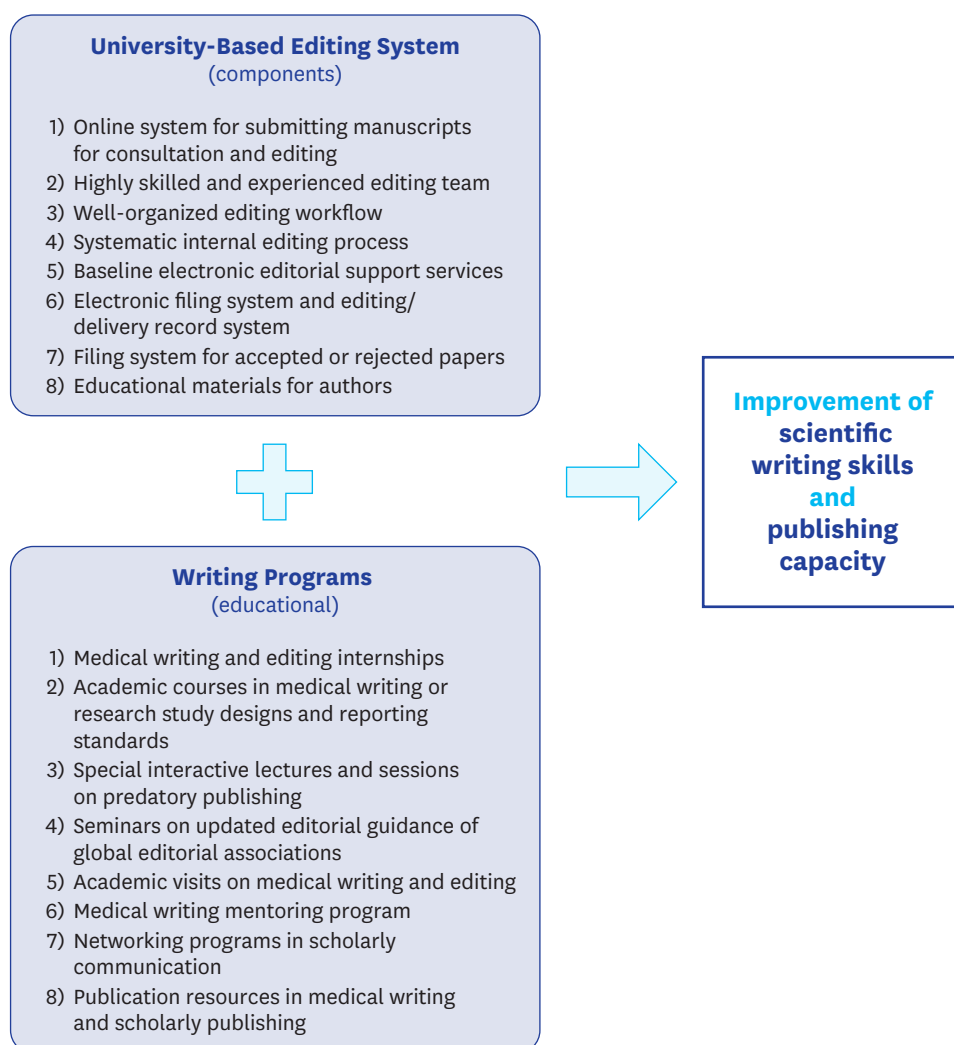 University-Based Editing System
(components)
1) Online system for submitting manuscripts
for consultation and editing
2) Highly skilled and experienced editing team
3) Well-organized editing workflow
4) Systematic internal editing process
5) Baseline electronic editorial support services
6) Electronic filing system and editing/
delivery record system
7) Filing system for accepted or rejected papers
8) Educational materials for authors
Improvement of
scientific
writing skills
and
publishing
capacity
Writing Programs
(educational)
1) Medical writing and editing internships
2) Academic courses in medical writing or
research study designs and reporting
standards
3) Special interactive lectures and sessions
on predatory publishing
4) Seminars on updated editorial guidance of
global editorial associations
5) Academic visits on medical writing and editing
6) Medical writing mentoring program
7) Networking programs in scholarly
communication
8) Publication resources in medical writing
and scholarly publishing